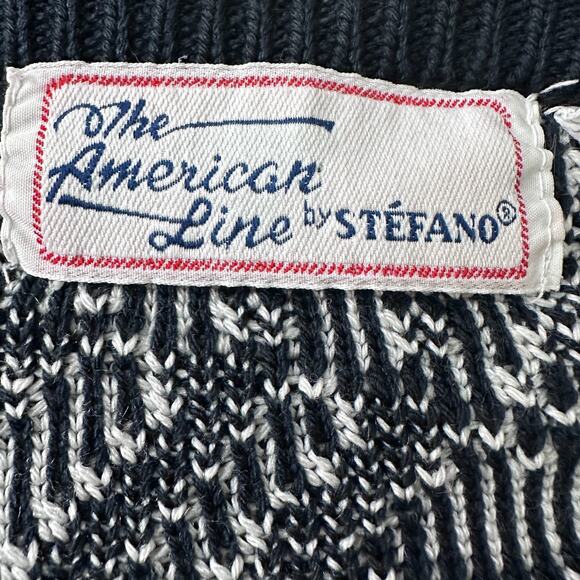 The
American
Line by STÉFANO®